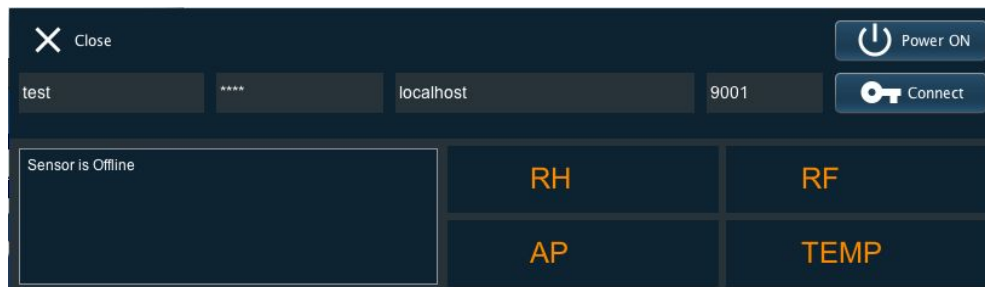 Close
Power ON
test **** localhost 9001 Connect
Sensor is Offline
RH RF
AP TEMP